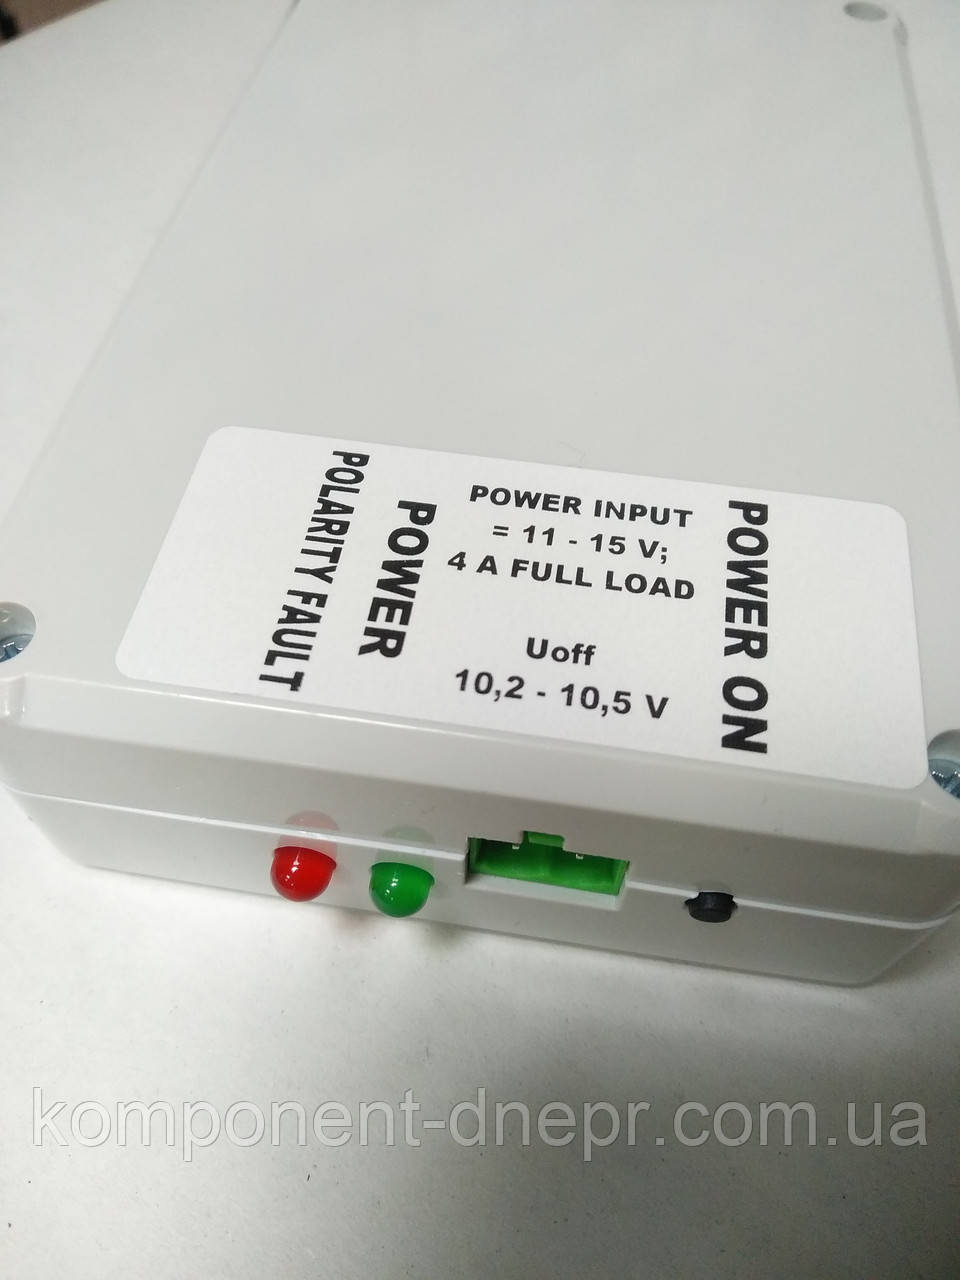 POLARITY FAULT
POWER
POWER INPUT
= 11 - 15 V;
4 A FULL LOAD
Uoff
10,2 - 10,5 V
POWER ON
komponent-dnepr.com.ua